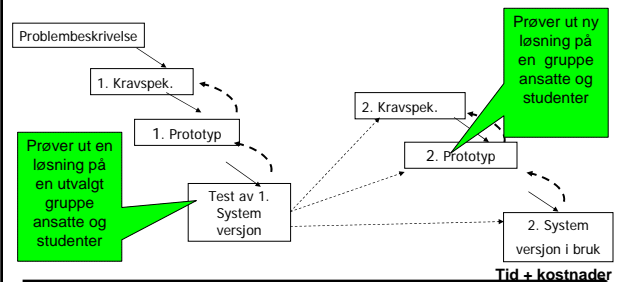 Problembeskrivelse
1. Kravspek.
1. Prototyp
Prøver ut en
løsning på
en utvalgt
gruppe
ansatte og
studenter
Test av 1.
System
versjon
2. Kravspek.
2. Prototyp
Prøver ut ny
løsning på
en gruppe
ansatte og
studenter
2. System
versjon i bruk
Tid + kostnader